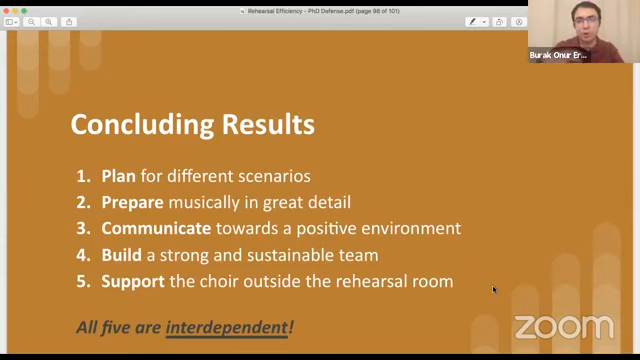 Rehearsal Efficiency - PhD Defense.pdf (page 98 of 101)
Burak Onur Er...
Concluding Results
1. Plan for different scenarios
2. Prepare musically in great detail
3. Communicate towards a positive environment
4. Build a strong and sustainable team
5. Support the choir outside the rehearsal room
All five are interdependent!
zoom